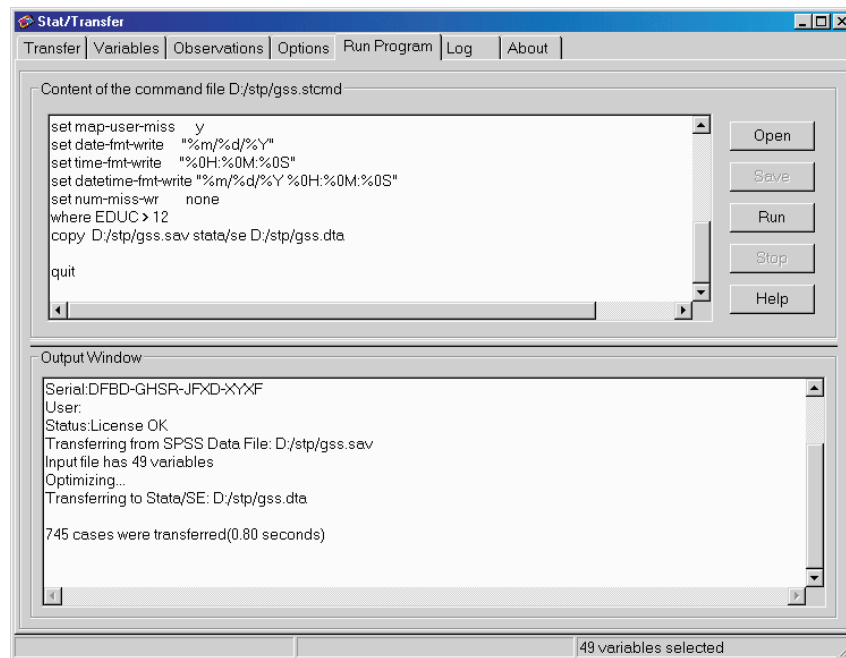 Stat/Transfer
Transfer Variables Observations Options Run Program Log About
Content of the command file D:/stp/gss.stcmd
set map-user-miss y
set date-fmt-write "%m/%d/%Y"
set time-fmt-write "%0H:%0M:%0S"
set datetime-fmt-write "%m/%d/%Y %0H:%0M:%0S"
set num-miss-wr none
where EDUC > 12
copy D:/stp/gss.sav stata/se D:/stp/gss.dta
quit
Open
Save
Run
Stop
Help
Output Window
Serial:DFBD-GHSR-JFXD-XYXF
User:
Status:License OK
Transferring from SPSS Data File: D:/stp/gss.sav
Input file has 49 variables
Optimizing...
Transferring to Stata/SE: D:/stp/gss.dta
745 cases were transferred(0.80 seconds)
49 variables selected